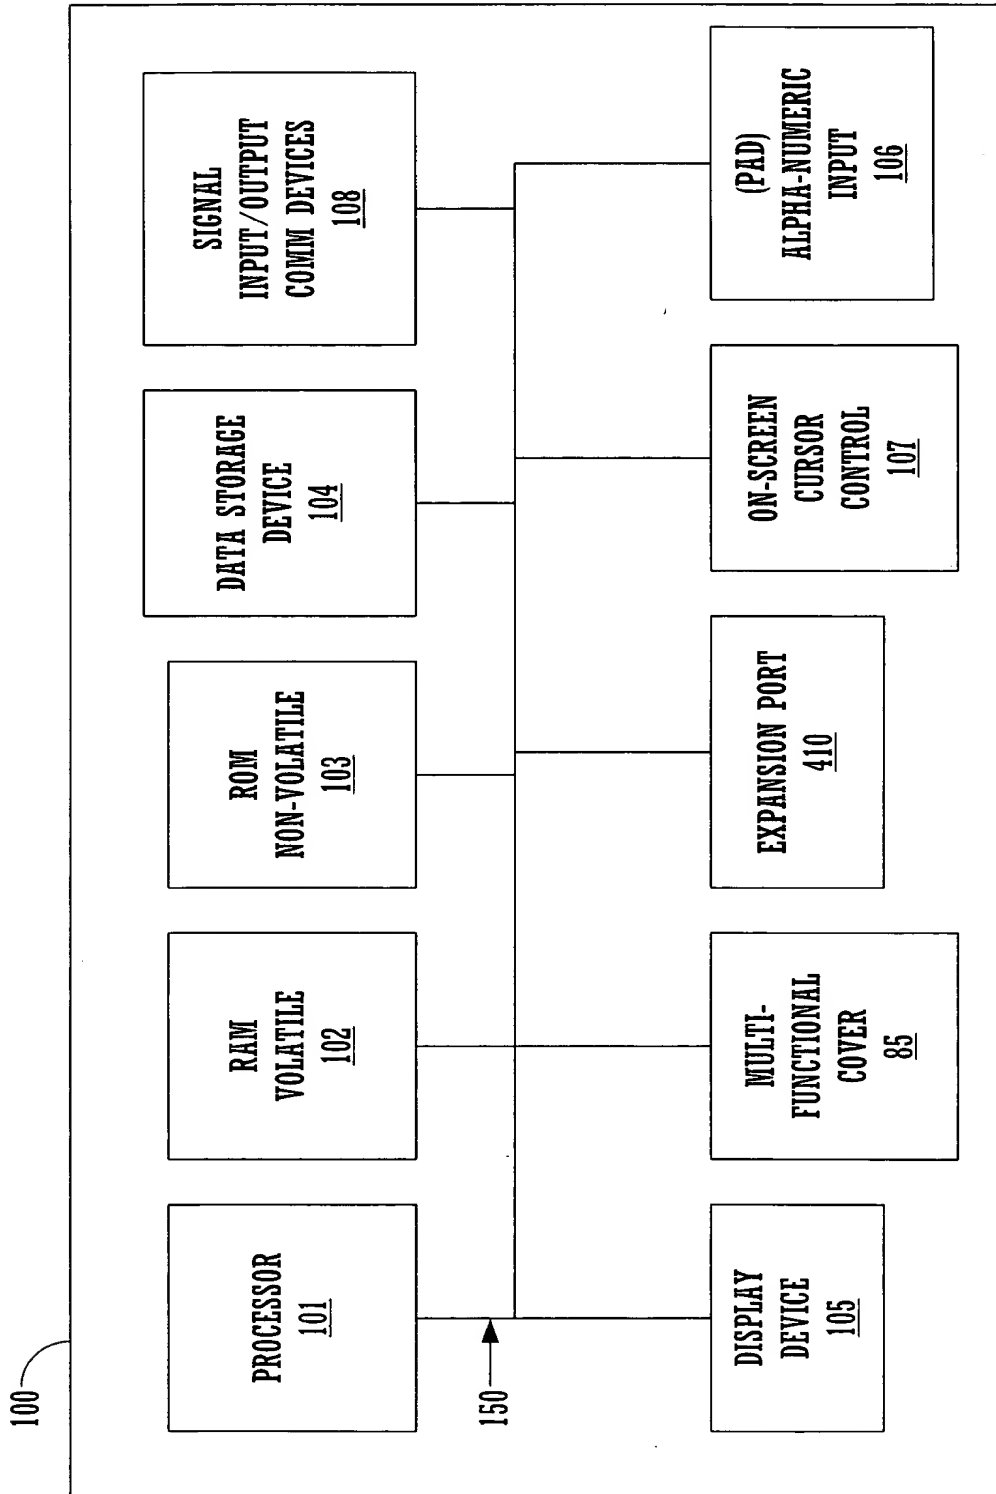 100
PROCESSOR
101
RAM
VOLATILE
102
ROM
NON-VOLATILE
103
DATA STORAGE
DEVICE
104
SIGNAL
INPUT/OUTPUT
COMM DEVICES
108
150
DISPLAY
DEVICE
105
MULTI-
FUNCTIONAL
COVER
85
EXPANSION PORT
410
ON-SCREEN
CURSOR
CONTROL
107
(PAD)
ALPHA-NUMERIC
INPUT
106